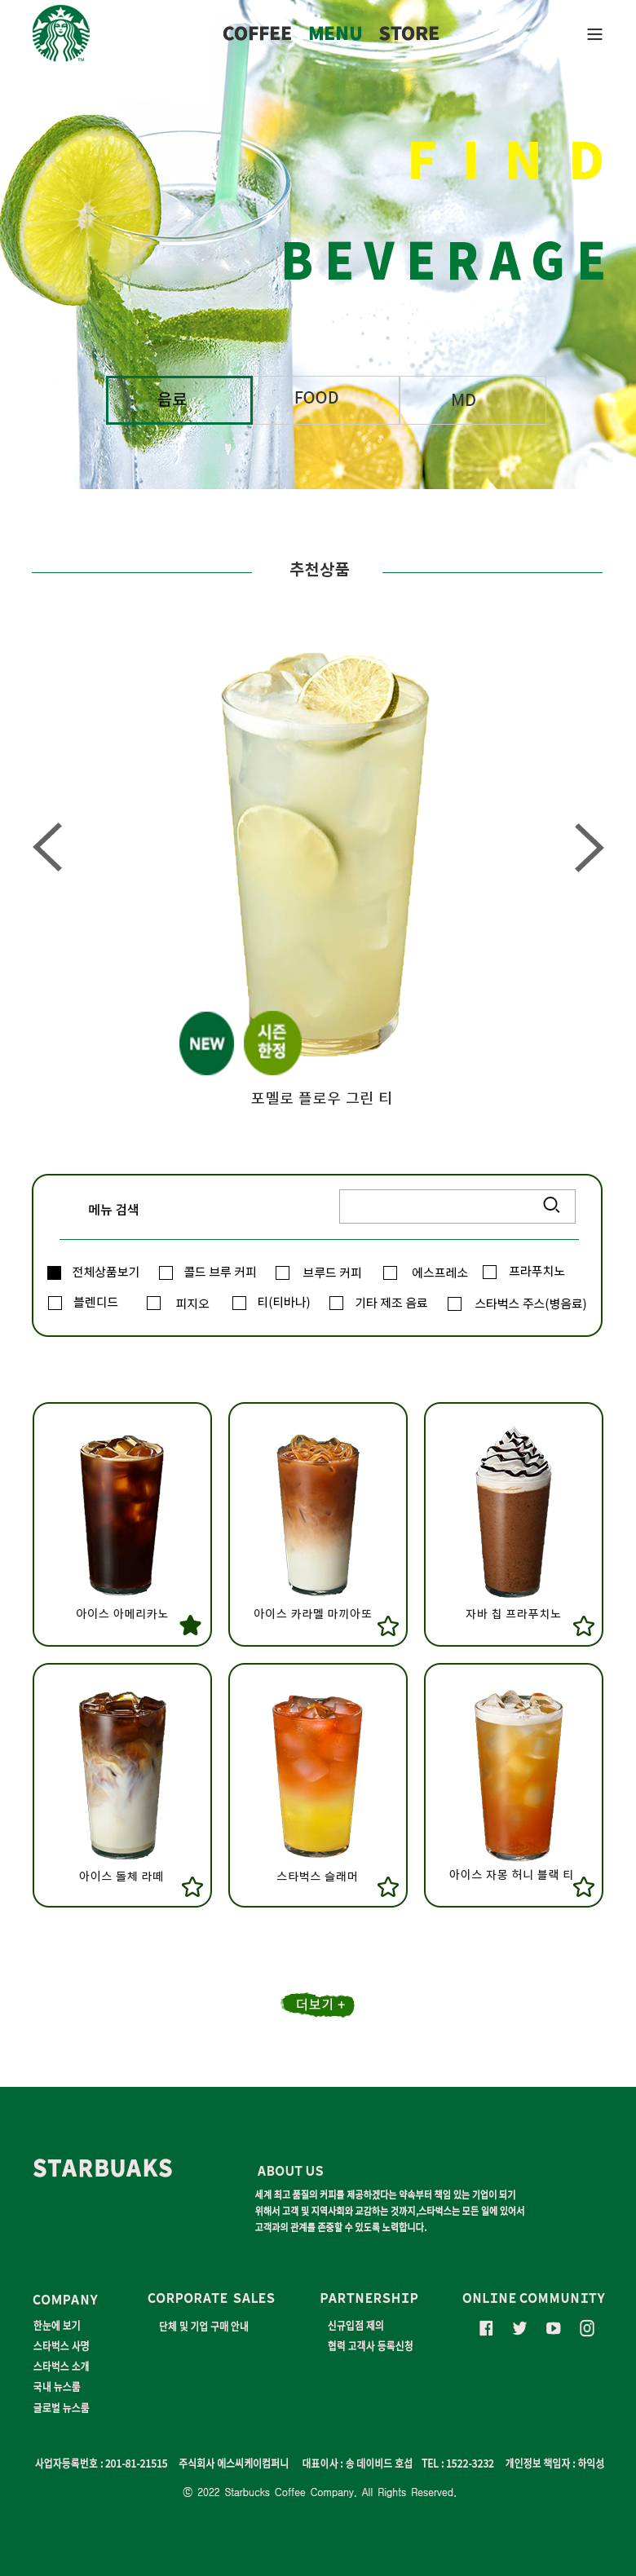 COFFEE MENU STORE
TM
FIND
BEVERAGE
음료 FOOD MD
추천상품
NEW
시즌
한정
포멜로 플로우 그린 티
메뉴 검색
전체상품보기 콜드 브루 커피 브루드 커피 에스프레소 프라푸치노
블렌디드 피지오 티(티바나) 기타 제조 음료 스타벅스 주스(병음료)
아이스 아메리카노 아이스 카라멜 마끼아또 자바 칩 프라푸치노
아이스 돌체 라떼 스타벅스 슬래머 아이스 자몽 허니 블랙 티
더보기 +
STARBUAKS
ABOUT US
세계 최고 품질의 커피를 제공하겠다는 약속부터 책임 있는 기업이 되기
위해서 고객 및 지역사회와 교감하는 것까지,스타벅스는 모든 일에 있어서
고객과의 관계를 존중할 수 있도록 노력합니다.
COMPANY
한눈에 보기
스타벅스 사명
스타벅스 소개
국내 뉴스룸
글로벌 뉴스룸
CORPORATE SALES
단체 및 기업 구매 안내
PARTNERSHIP
신규입점 제의
협력 고객사 등록신청
ONLINE COMMUNITY
사업자등록번호 : 201-81-21515 주식회사 에스씨케이컴퍼니 대표이사 : 송 데이비드 호섭 TEL : 1522-3232 개인정보 책임자 : 하익성
ⓒ 2022 Starbucks Coffee Company. All Rights Reserved.